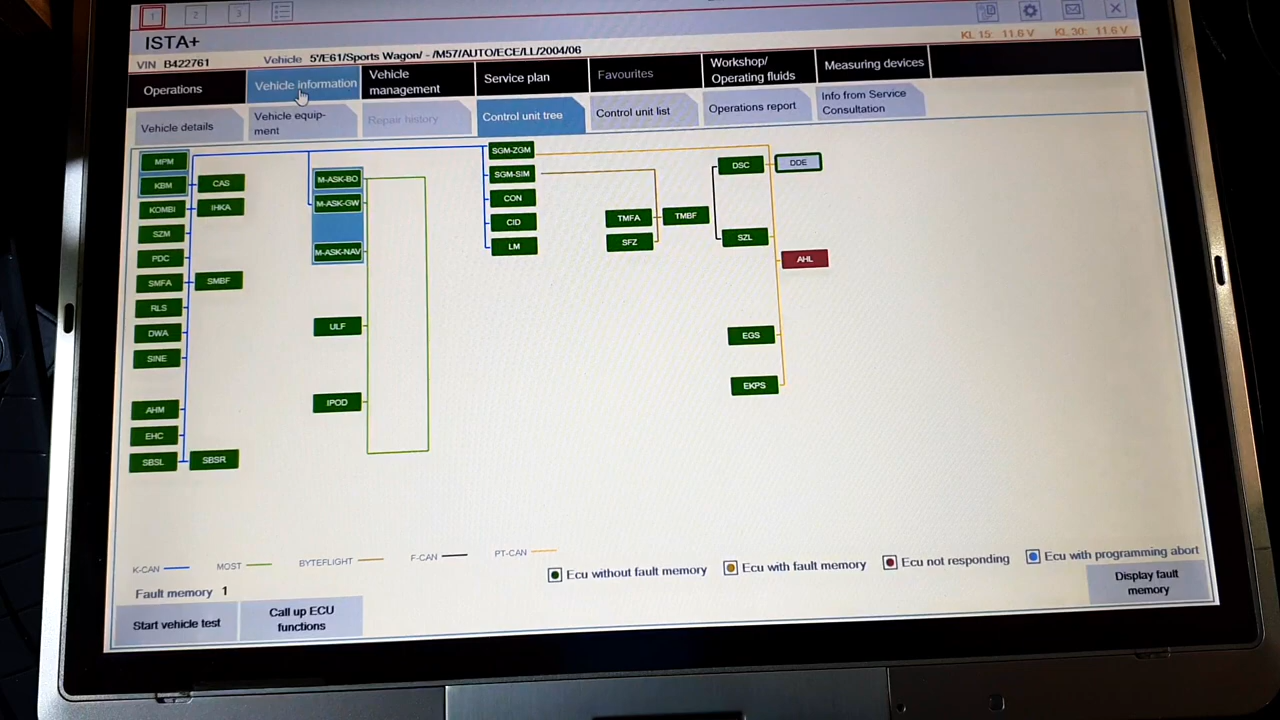 1 2 3
ISTA+
KL 15: 11.6 V KL 30: 11.6 V
VIN B422761 Vehicle 5'/E61/Sports Wagon/ - /M57/AUTO/ECE/LL/2004/06
Operations
Vehicle information
Vehicle
management
Service plan
Favourites
Workshop/
Operating fluids
Measuring devices
Vehicle details
Vehicle equip-
ment
Repair history
Control unit tree
Control unit list
Operations report
Info from Service
Consultation
MPM
KBM
KOMBI
SZM
PDC
SMFA
RLS
DWA
SINE
AHM
EHC
SBSL
CAS
IHKA
SMBF
SBSR
M-ASK-BO
M-ASK-GW
M-ASK-NAV
ULF
IPOD
SGM-ZGM
SGM-SIM
CON
CID
LM
TMFA
SFZ
TMBF
DSC
SZL
EGS
EKPS
DDE
AHL
K-CAN
MOST
BYTEFLIGHT
F-CAN
PT-CAN
Ecu without fault memory
Ecu with fault memory
Ecu not responding
Ecu with programming abort
Fault memory 1
Start vehicle test
Call up ECU
functions
Display fault
memory